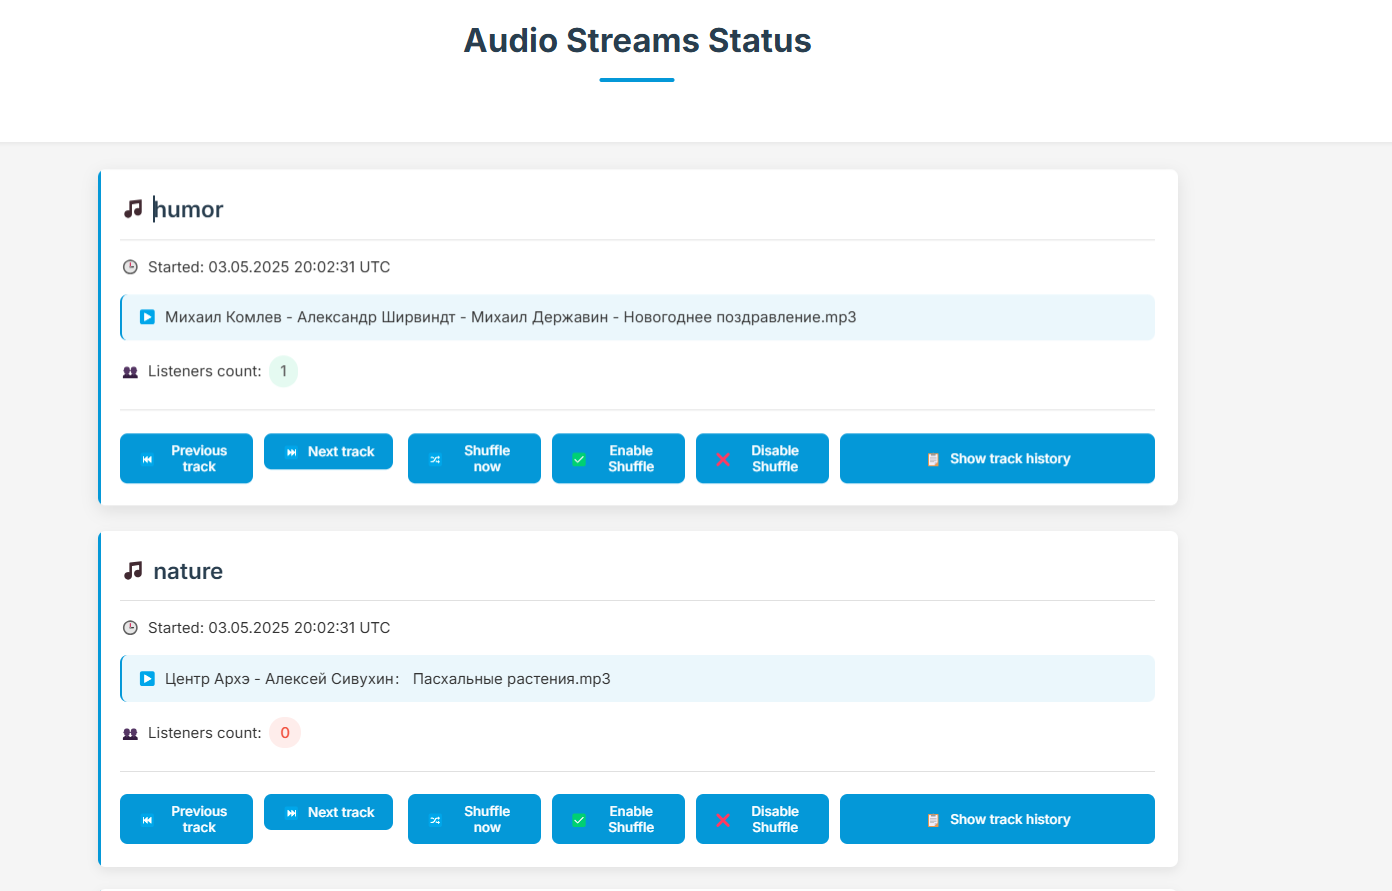 Audio Streams Status
humor
Started: 03.05.2025 20:02:31 UTC
Михаил Комлев - Александр Ширвиндт - Михаил Державин - Новогоднее поздравление.mp3
Listeners count: 1
Previous track
Next track
Shuffle now
Enable Shuffle
Disable Shuffle
Show track history
nature
Started: 03.05.2025 20:02:31 UTC
Центр Архэ - Алексей Сивухин： Пасхальные растения.mp3
Listeners count: 0
Previous track
Next track
Shuffle now
Enable Shuffle
Disable Shuffle
Show track history